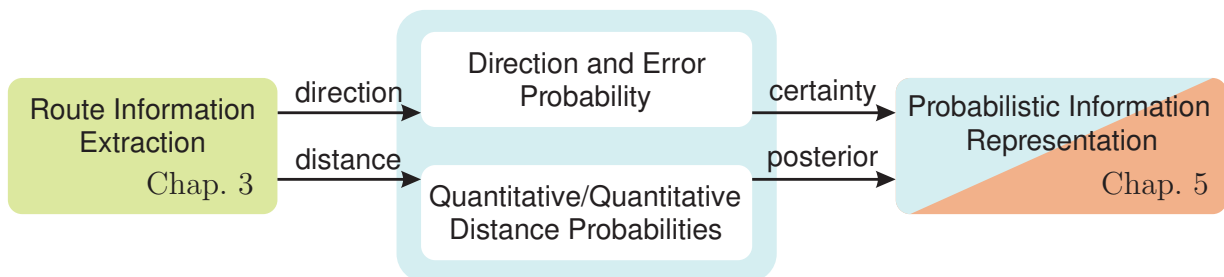 Route Information
Extraction
Chap. 3
direction
distance
Direction and Error
Probability
Quantitative/Quantitative
Distance Probabilities
certainty
posterior
Probabilistic Information
Representation
Chap. 5